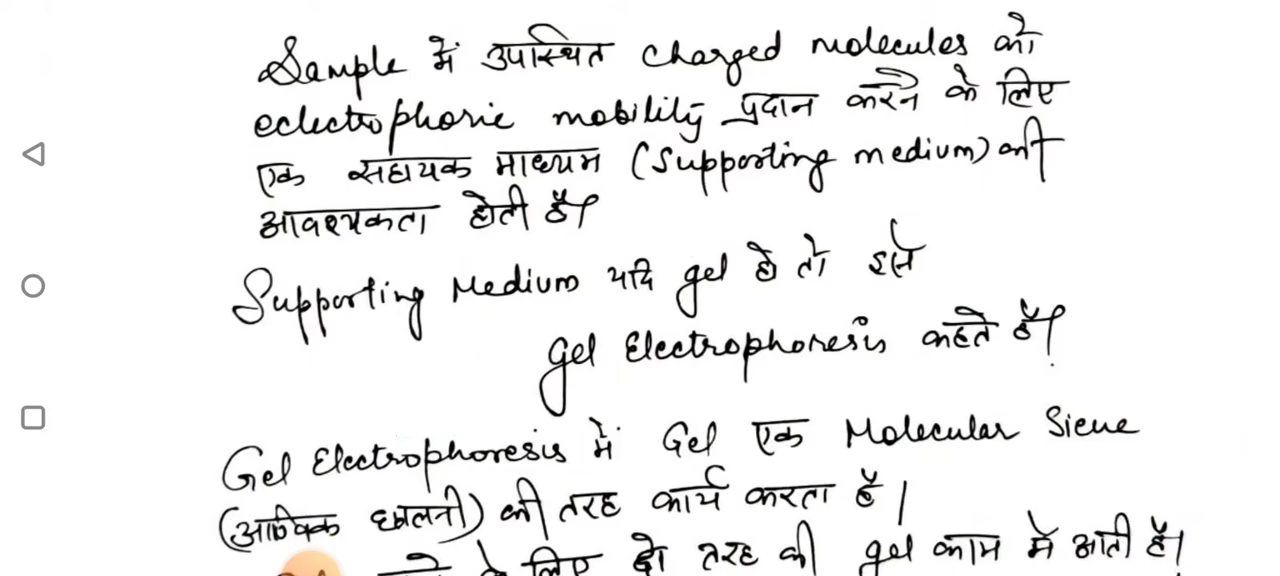 Sample में उपस्थित charged molecules को
eclectrophoric mobility प्रदान करने के लिए
एक सहायक माध्यम (Supporting medium) की
आवश्यकता होती हैं।
Supporting Medium यदि gel हो तो इसे
gel Electrophoresis कहते हैं।
Gel Electrophoresis में Gel एक Molecular Sieve
(आण्विक छलनी) की तरह कार्य करता हैं।
के लिए दो तरह की gel काम में आती हैं।